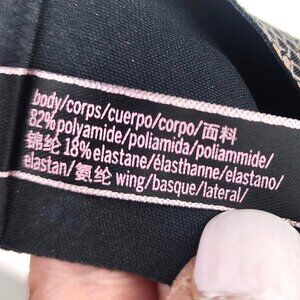 body/corps/cuerpo/corpo/面料
82% polyamide/poliamida/poliammide/
锦纶 18% elastane/élasthanne/elastano/
elastan/氨纶 wing/basque/lateral/